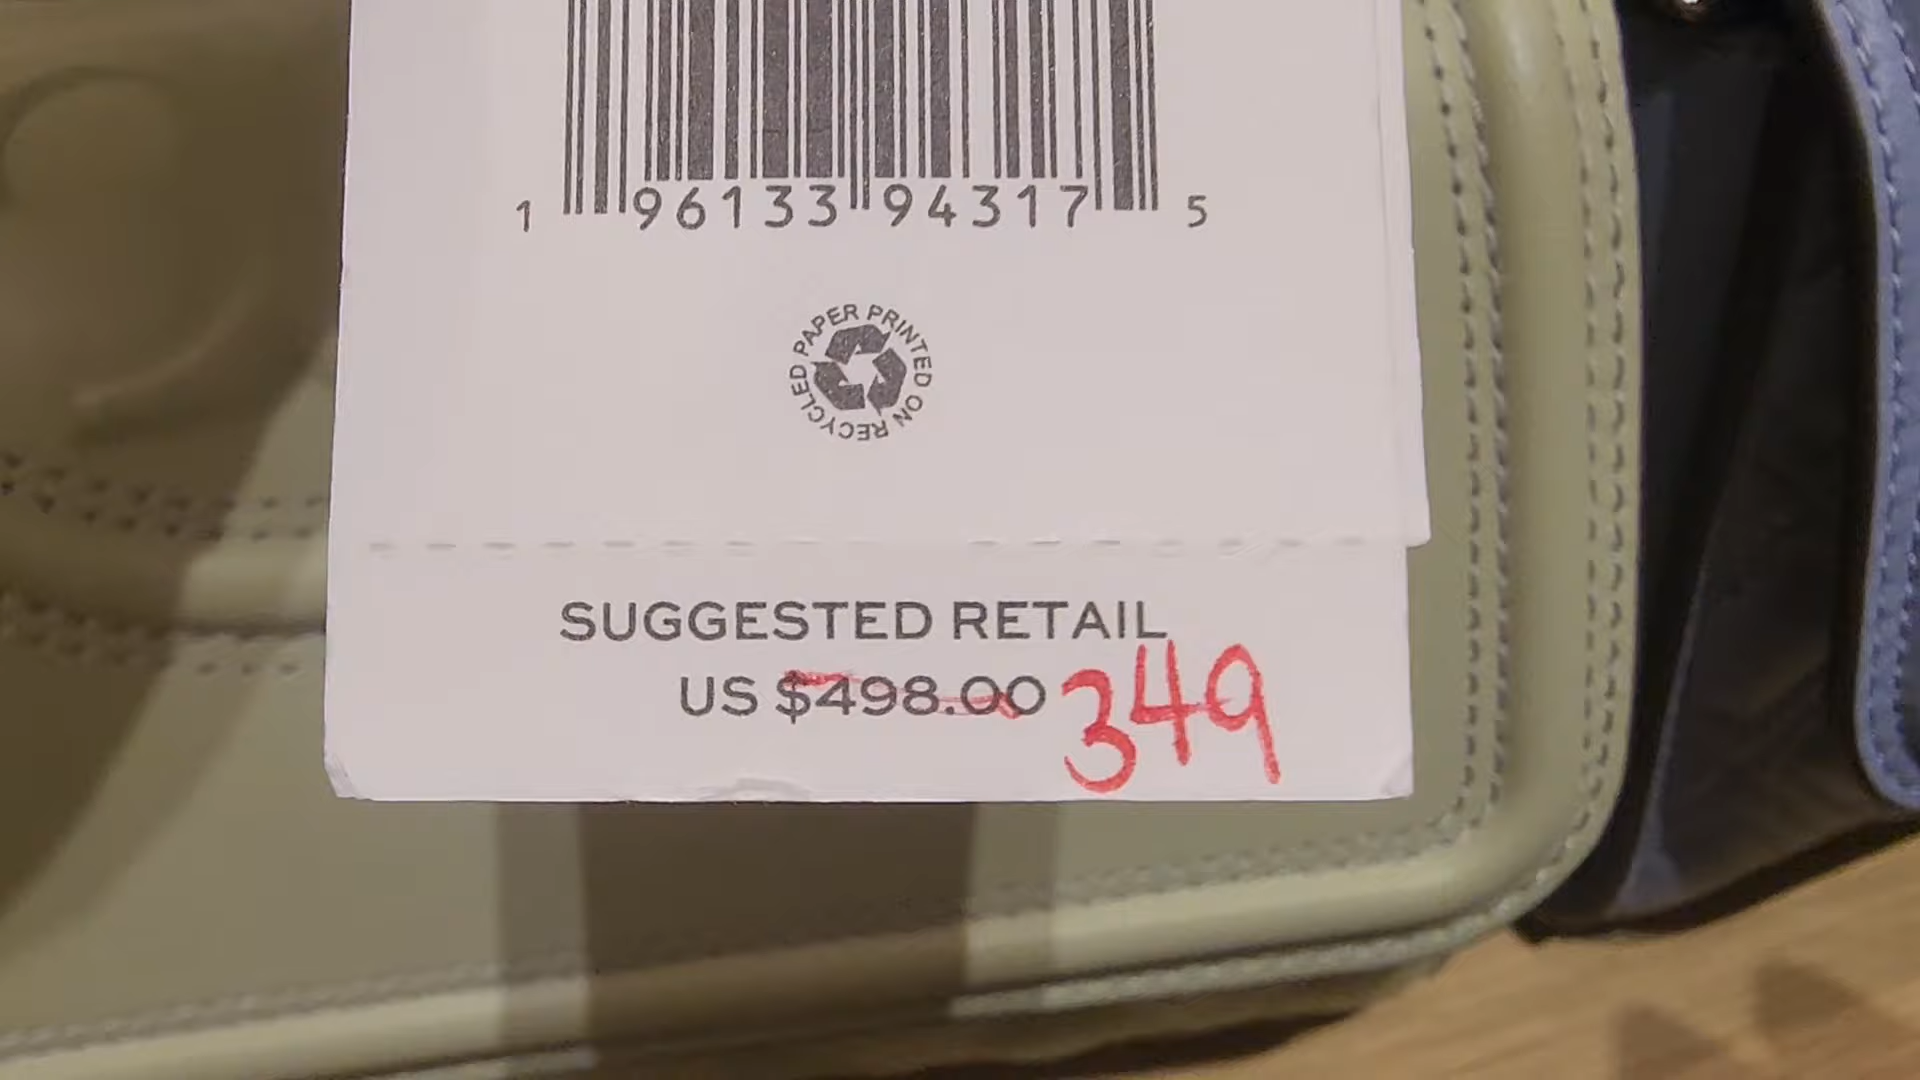 1 96133 94317 5
PRINTED ON RECYCLED PAPER
SUGGESTED RETAIL
US $498.00 349